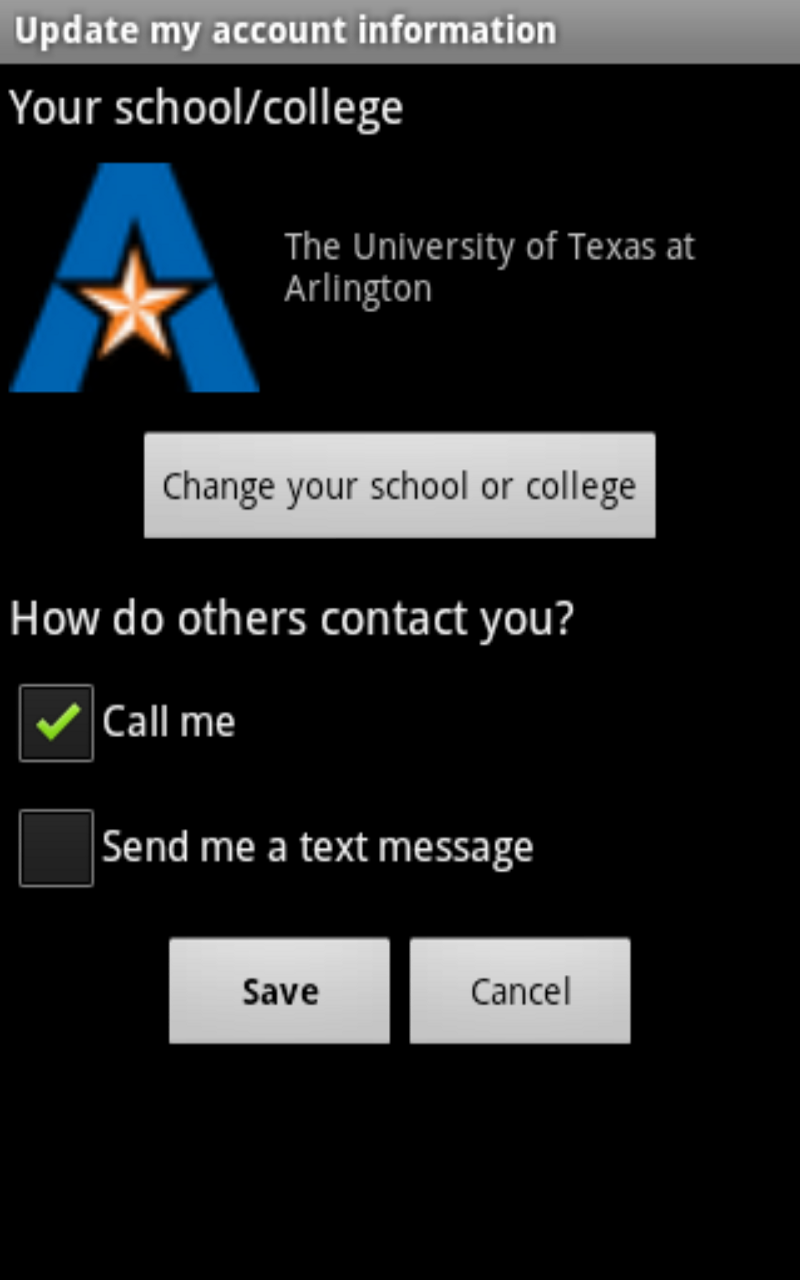 Update my account information
Your school/college
The University of Texas at
Arlington
Change your school or college
How do others contact you?
Call me
Send me a text message
Save
Cancel